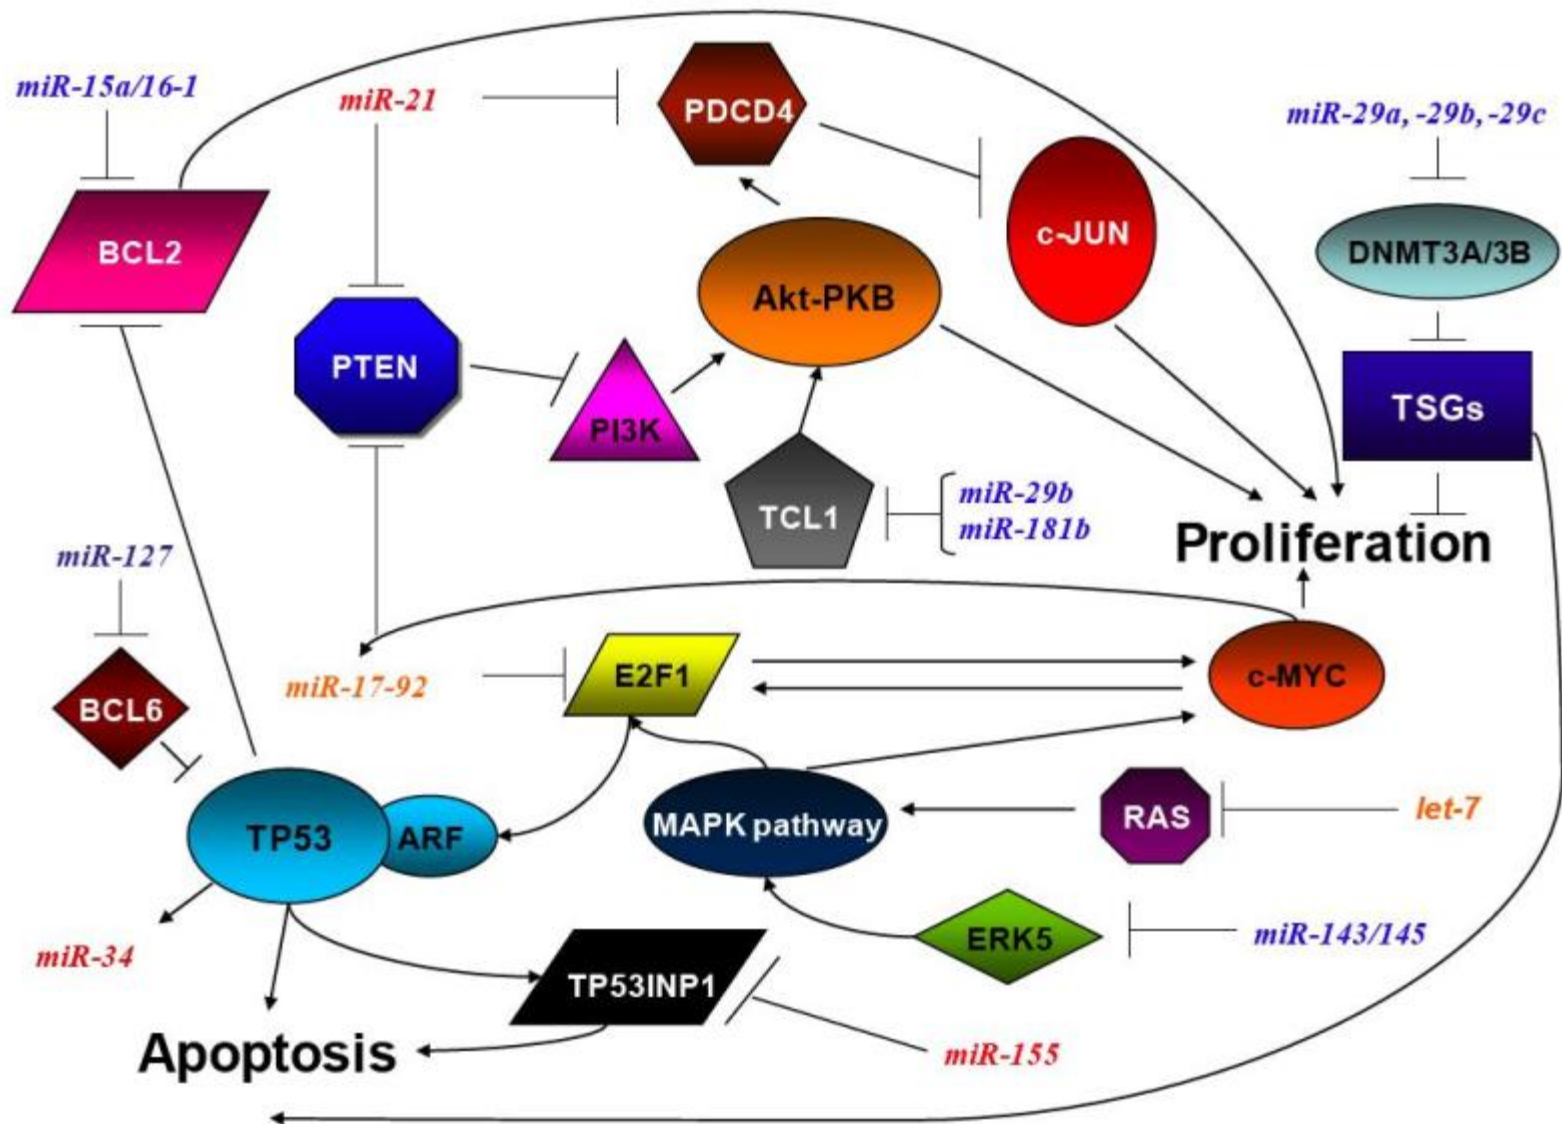 miR-15a/16-1
miR-21
PDCD4
miR-29a, -29b, -29c
BCL2
c-JUN
DNMT3A/3B
Akt-PKB
PTEN
PI3K
TSGs
TCL1
miR-29b
miR-181b
Proliferation
miR-127
BCL6
miR-17-92
E2F1
c-MYC
TP53
ARF
MAPK pathway
RAS
let-7
miR-34
TP53INP1
ERK5
miR-143/145
Apoptosis
miR-155